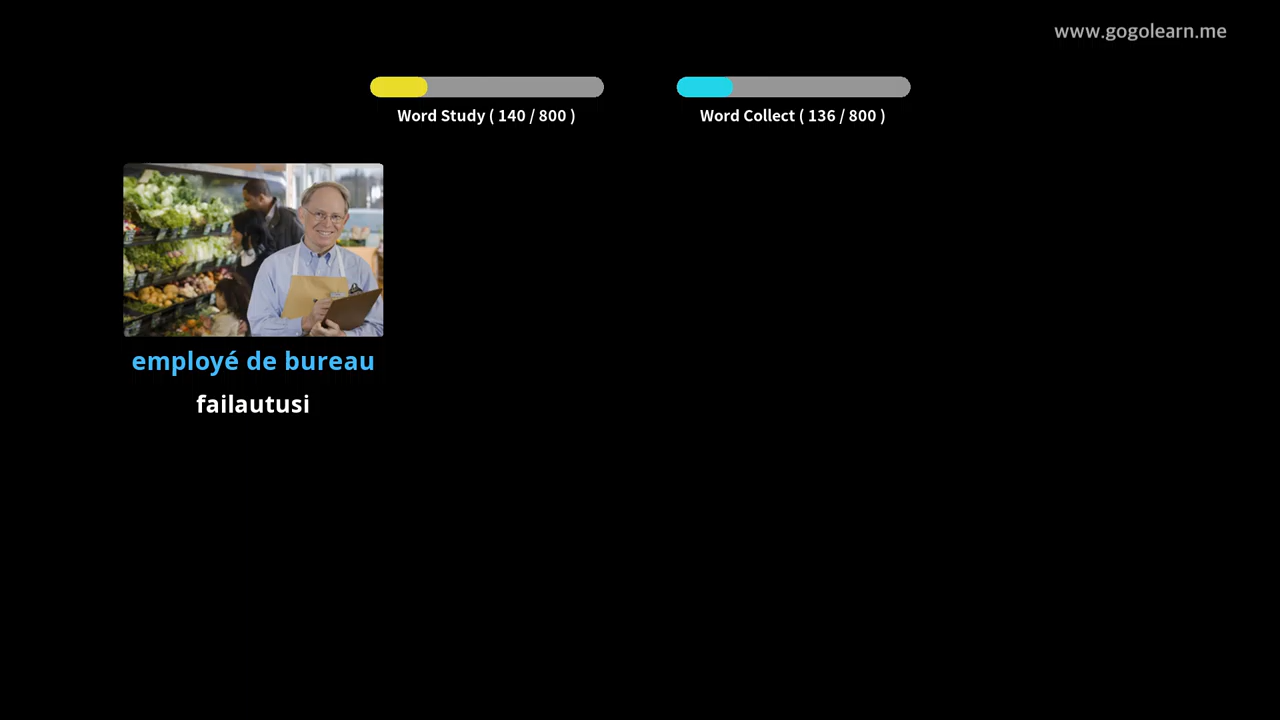 www.gogolearn.me
Word Study ( 140 / 800 )
Word Collect ( 136 / 800 )
employé de bureau
failautusi